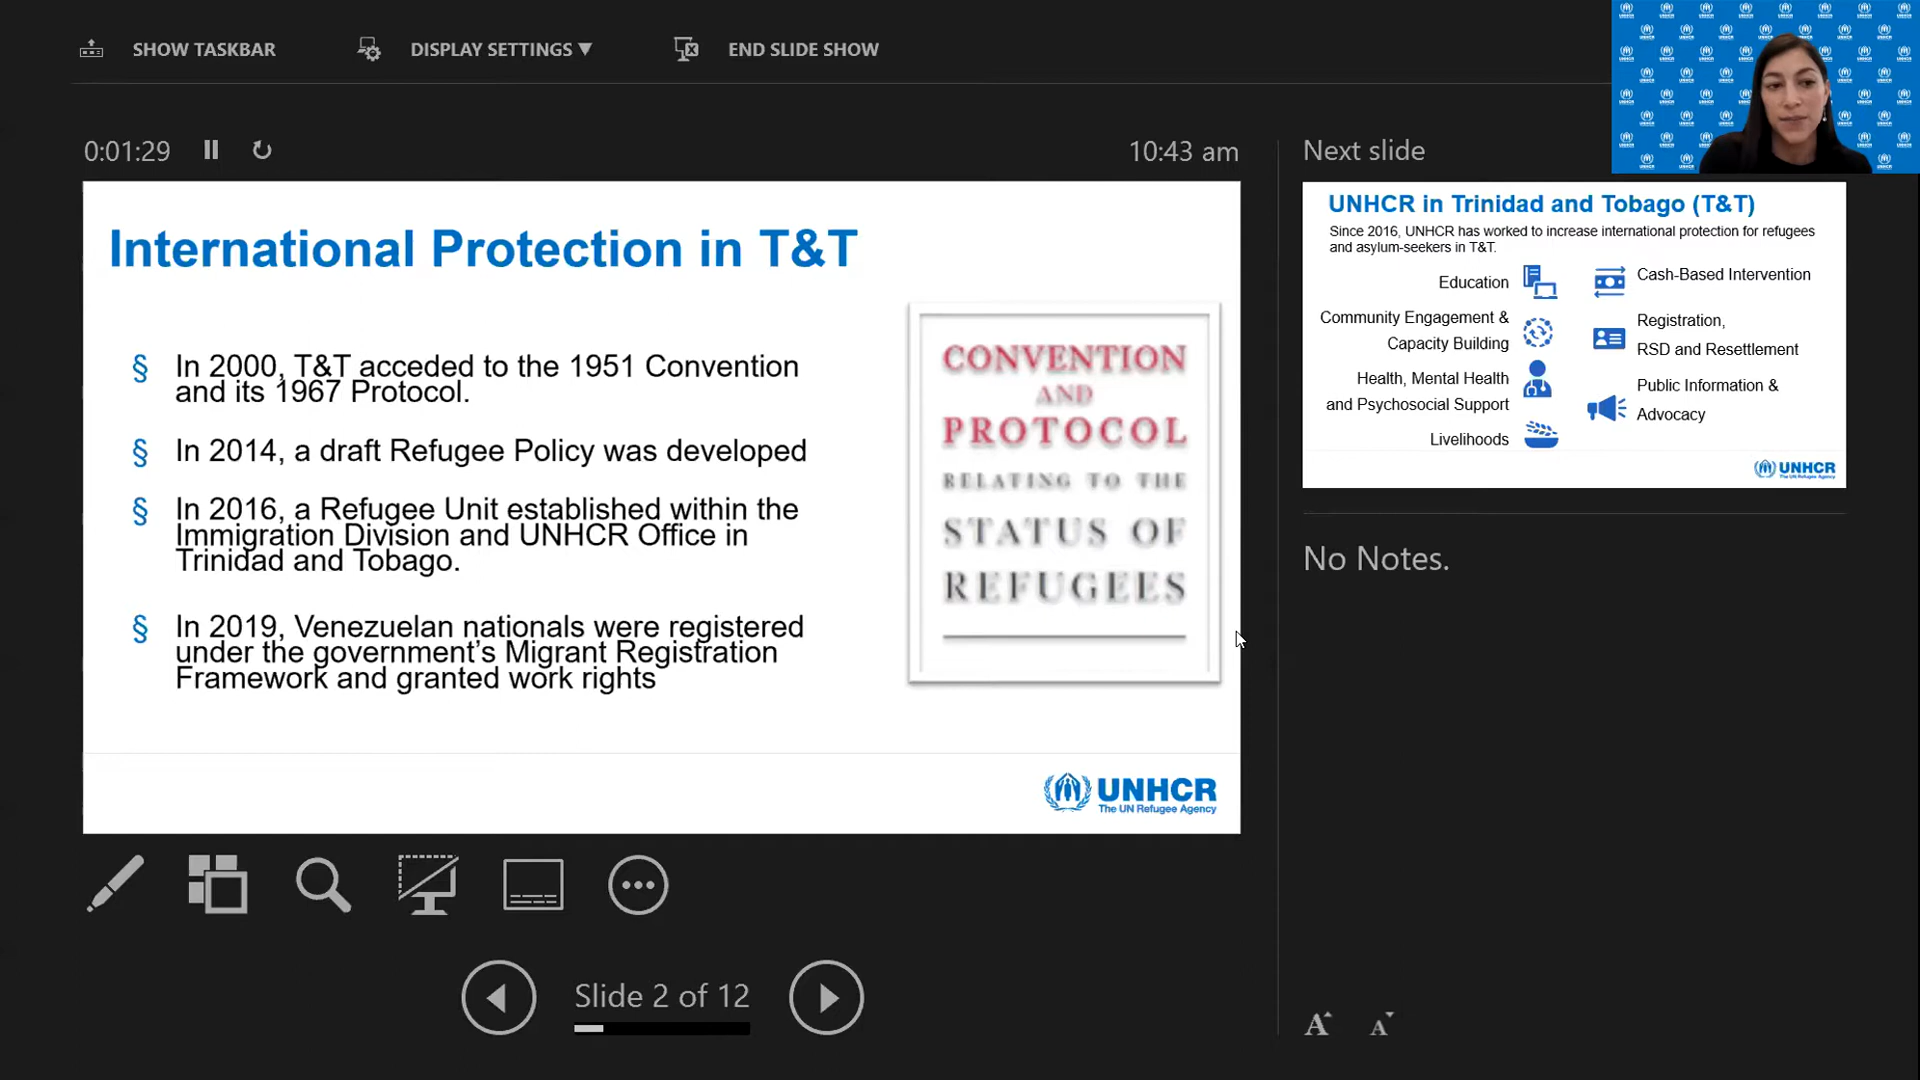 SHOW TASKBAR
DISPLAY SETTINGS ▼
END SLIDE SHOW
0:01:29
10:43 am
International Protection in T&T
§ In 2000, T&T acceded to the 1951 Convention
and its 1967 Protocol.
§ In 2014, a draft Refugee Policy was developed
§ In 2016, a Refugee Unit established within the
Immigration Division and UNHCR Office in
Trinidad and Tobago.
§ In 2019, Venezuelan nationals were registered
under the government’s Migrant Registration
Framework and granted work rights
CONVENTION
AND
PROTOCOL
RELATING TO THE
STATUS OF
REFUGEES
UNHCR
The UN Refugee Agency
Slide 2 of 12
Next slide
UNHCR in Trinidad and Tobago (T&T)
Since 2016, UNHCR has worked to increase international protection for refugees
and asylum-seekers in T&T.
Education
Community Engagement &
Capacity Building
Health, Mental Health
and Psychosocial Support
Livelihoods
Cash-Based Intervention
Registration,
RSD and Resettlement
Public Information &
Advocacy
UNHCR
The UN Refugee Agency
No Notes.
A A